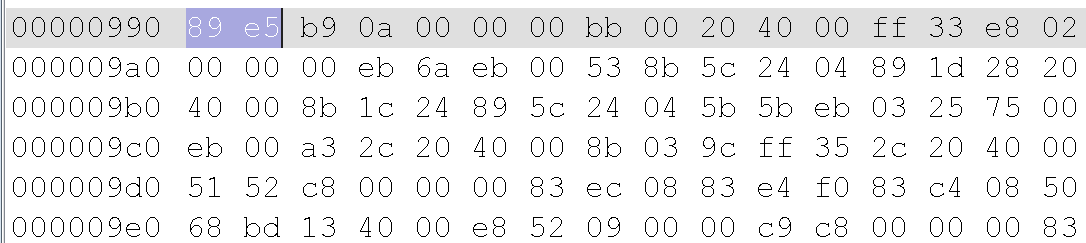 00000990 89 e5 b9 0a 00 00 00 bb 00 20 40 00 ff 33 e8 02
000009a0 00 00 00 eb 6a eb 00 53 8b 5c 24 04 89 1d 28 20
000009b0 40 00 8b 1c 24 89 5c 24 04 5b 5b eb 03 25 75 00
000009c0 eb 00 a3 2c 20 40 00 8b 03 9c ff 35 2c 20 40 00
000009d0 51 52 c8 00 00 00 83 ec 08 83 e4 f0 83 c4 08 50
000009e0 68 bd 13 40 00 e8 52 09 00 00 c9 c8 00 00 00 83